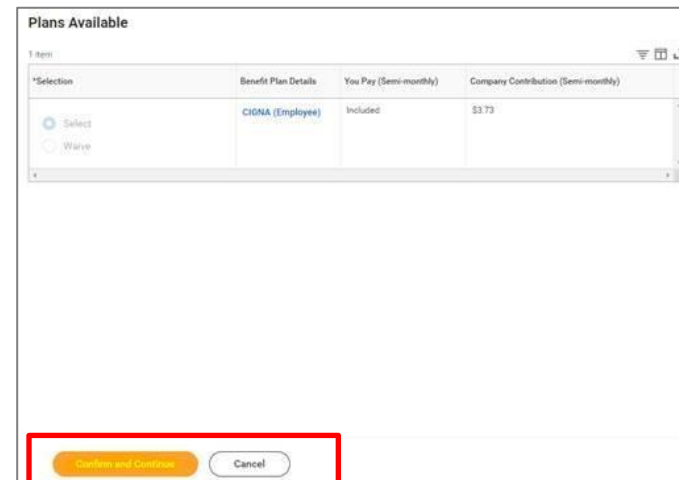 Plans Available
1 item
*Selection Benefit Plan Details You Pay (Semi-monthly) Company Contribution (Semi-monthly)
Select CIGNA (Employee) Included $3.73
Waive
Confirm and Continue Cancel